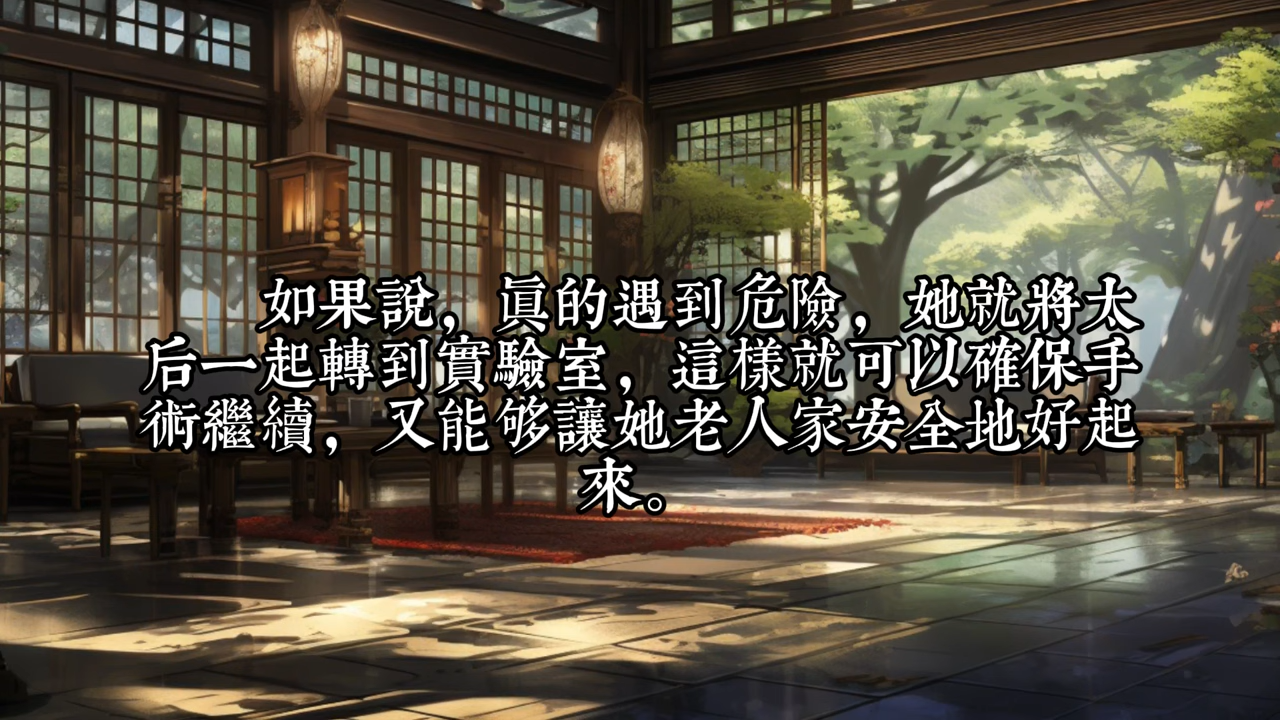 如果說，眞的遇到危險，她就將太
后一起轉到實驗室，這樣就可以確保手
術繼續，又能够讓她老人家安全地好起
來。